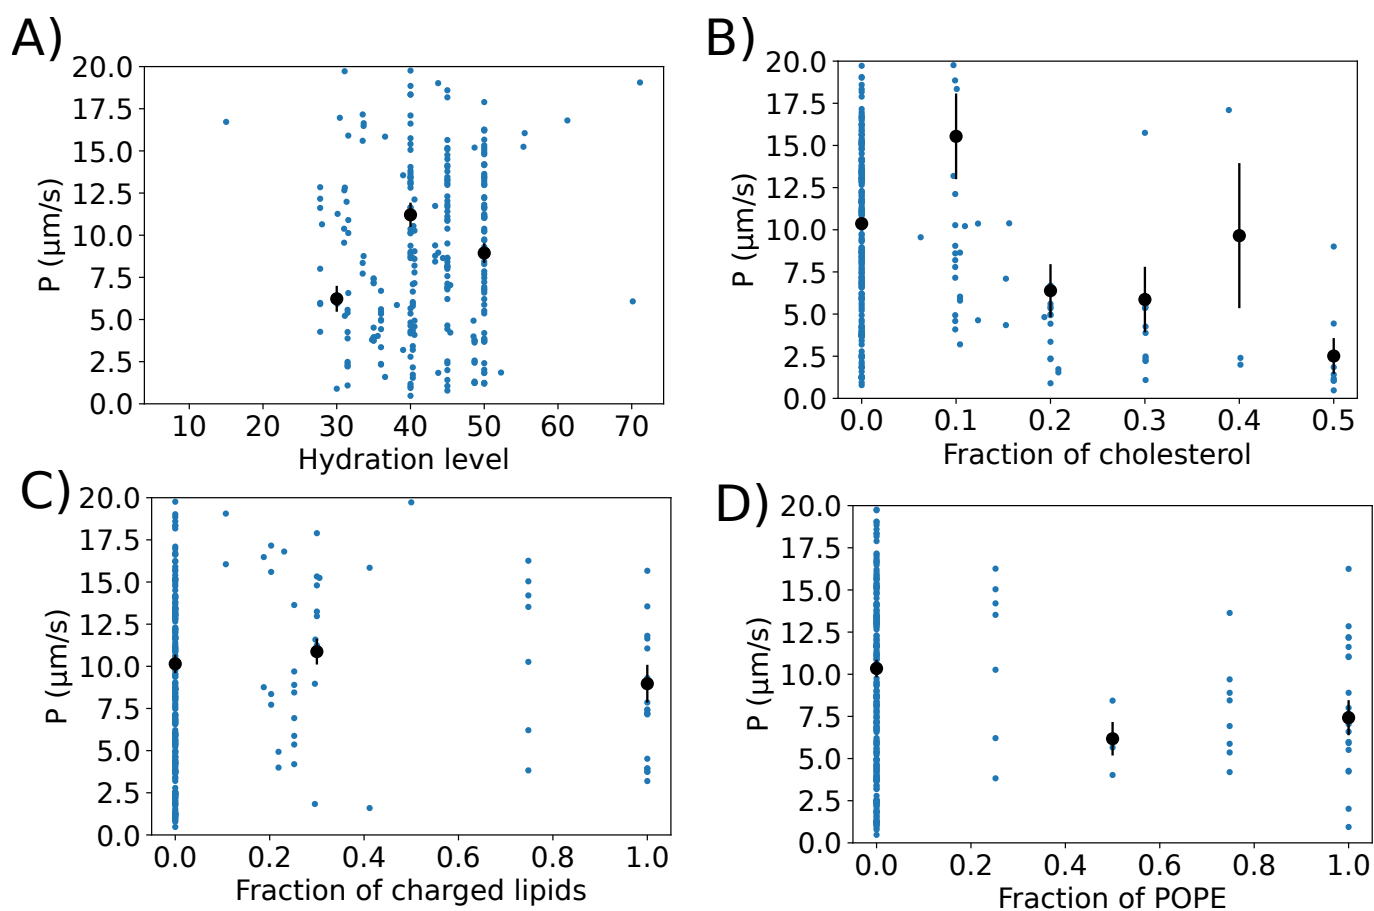 A)
20.0
17.5
15.0
12.5
10.0
7.5
5.0
2.5
0.0
P (μm/s)
10 20 30 40 50 60 70
Hydration level
B)
20.0
17.5
15.0
12.5
10.0
7.5
5.0
2.5
0.0
P (μm/s)
0.0 0.1 0.2 0.3 0.4 0.5
Fraction of cholesterol
C)
20.0
17.5
15.0
12.5
10.0
7.5
5.0
2.5
0.0
P (μm/s)
0.0 0.2 0.4 0.6 0.8 1.0
Fraction of charged lipids
D)
20.0
17.5
15.0
12.5
10.0
7.5
5.0
2.5
0.0
P (μm/s)
0.0 0.2 0.4 0.6 0.8 1.0
Fraction of POPE